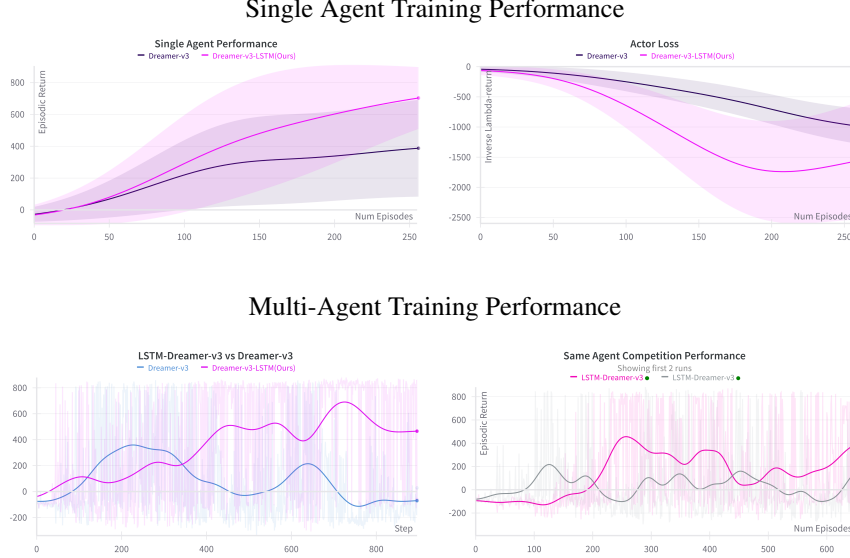 Single Agent Training Performance
Single Agent Performance
Dreamer-v3 Dreamer-v3-LSTM(Ours)
Episodic Return
800
600
400
200
0
0 50 100 150 200 250
Num Episodes
Actor Loss
Dreamer-v3 Dreamer-v3-LSTM(Ours)
Inverse Lambda-return
0
-500
-1000
-1500
-2000
-2500
0 50 100 150 200 250
Num Episodes
Multi-Agent Training Performance
LSTM-Dreamer-v3 vs Dreamer-v3
Dreamer-v3 Dreamer-v3-LSTM(Ours)
800
600
400
200
0
-200
0 200 400 600 800
Step
Same Agent Competition Performance
Showing first 2 runs
LSTM-Dreamer-v3 LSTM-Dreamer-v3
Episodic Return
800
600
400
200
0
-200
0 100 200 300 400 500 600
Num Episodes